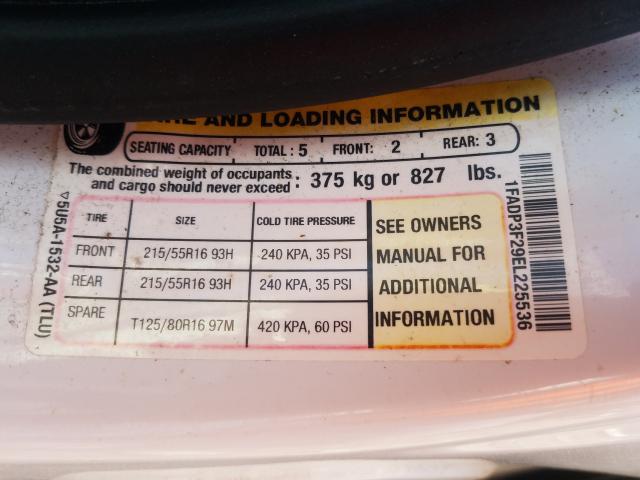 AND LOADING INFORMATION
SEATING CAPACITY TOTAL : 5 FRONT: 2 REAR: 3
The combined weight of occupants and cargo should never exceed : 375 kg or 827 lbs.
TIRE SIZE COLD TIRE PRESSURE
FRONT 215/55R16 93H 240 KPA, 35 PSI
REAR 215/55R16 93H 240 KPA, 35 PSI
SPARE T125/80R16 97M 420 KPA, 60 PSI
SEE OWNERS
MANUAL FOR
ADDITIONAL
INFORMATION
5U5A-1532-AA (TLU)
1FADP3F29EL225536